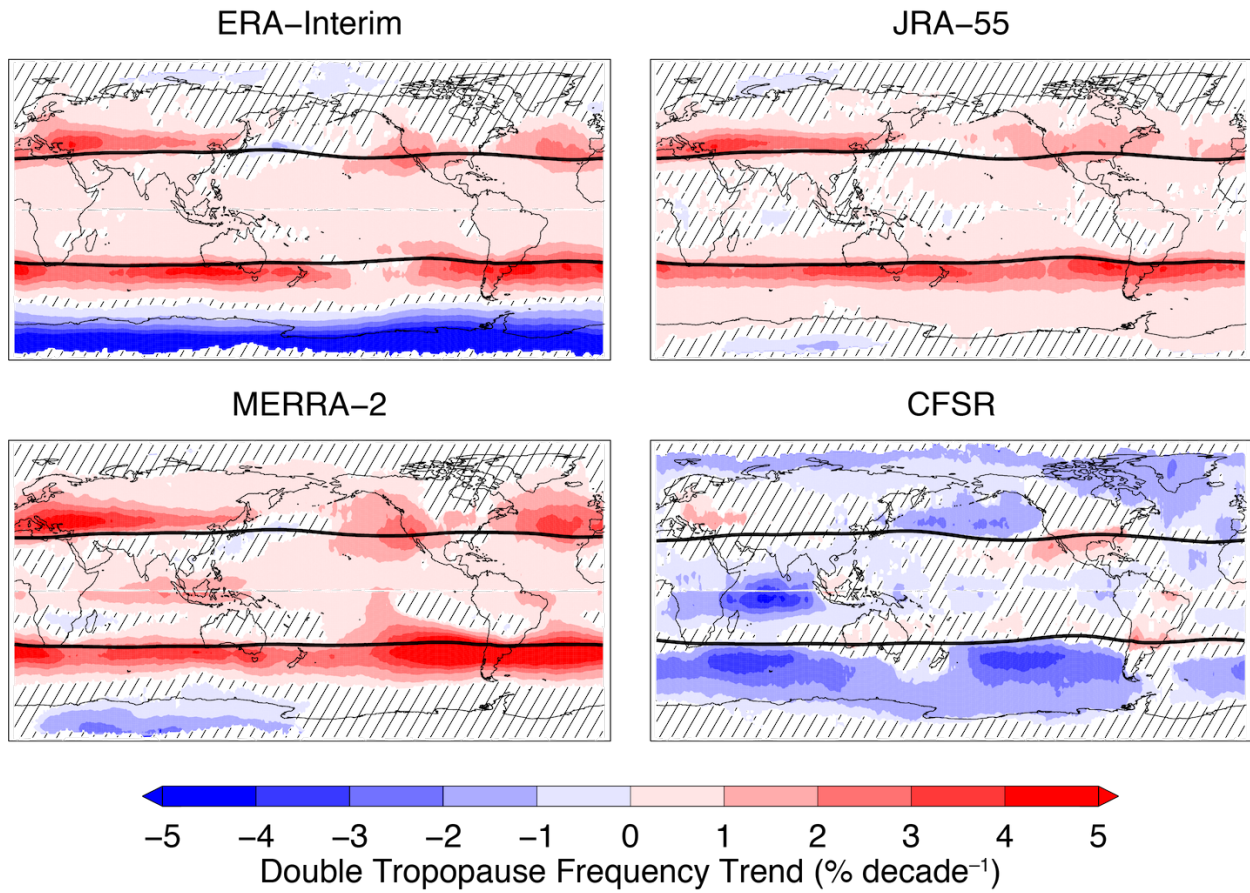 ERA−Interim
JRA−55
MERRA−2
CFSR
−5 −4 −3 −2 −1 0 1 2 3 4 5
Double Tropopause Frequency Trend (% decade⁻¹)